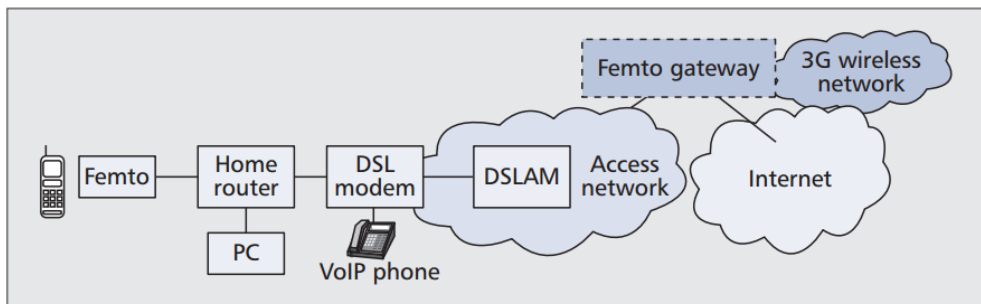 Femto gateway
3G wireless
network
Femto
Home
router
DSL
modem
DSLAM
Access
network
Internet
PC
VoIP phone